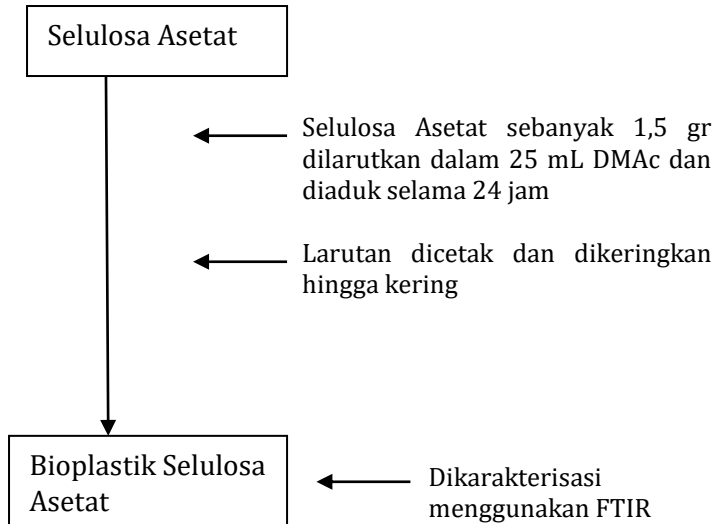 Selulosa Asetat
Selulosa Asetat sebanyak 1,5 gr
dilarutkan dalam 25 mL DMAc dan
diaduk selama 24 jam
Larutan dicetak dan dikeringkan
hingga kering
Bioplastik Selulosa
Asetat
Dikarakterisasi
menggunakan FTIR